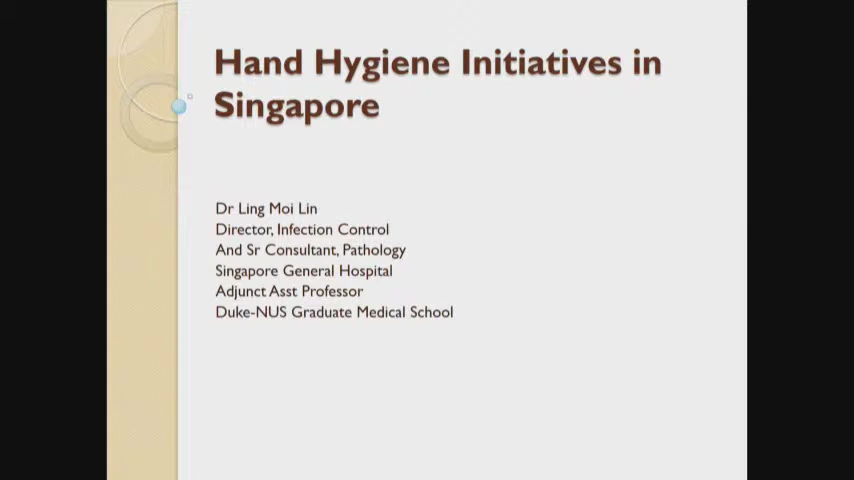 Hand Hygiene Initiatives in
Singapore
Dr Ling Moi Lin
Director, Infection Control
And Sr Consultant, Pathology
Singapore General Hospital
Adjunct Asst Professor
Duke-NUS Graduate Medical School